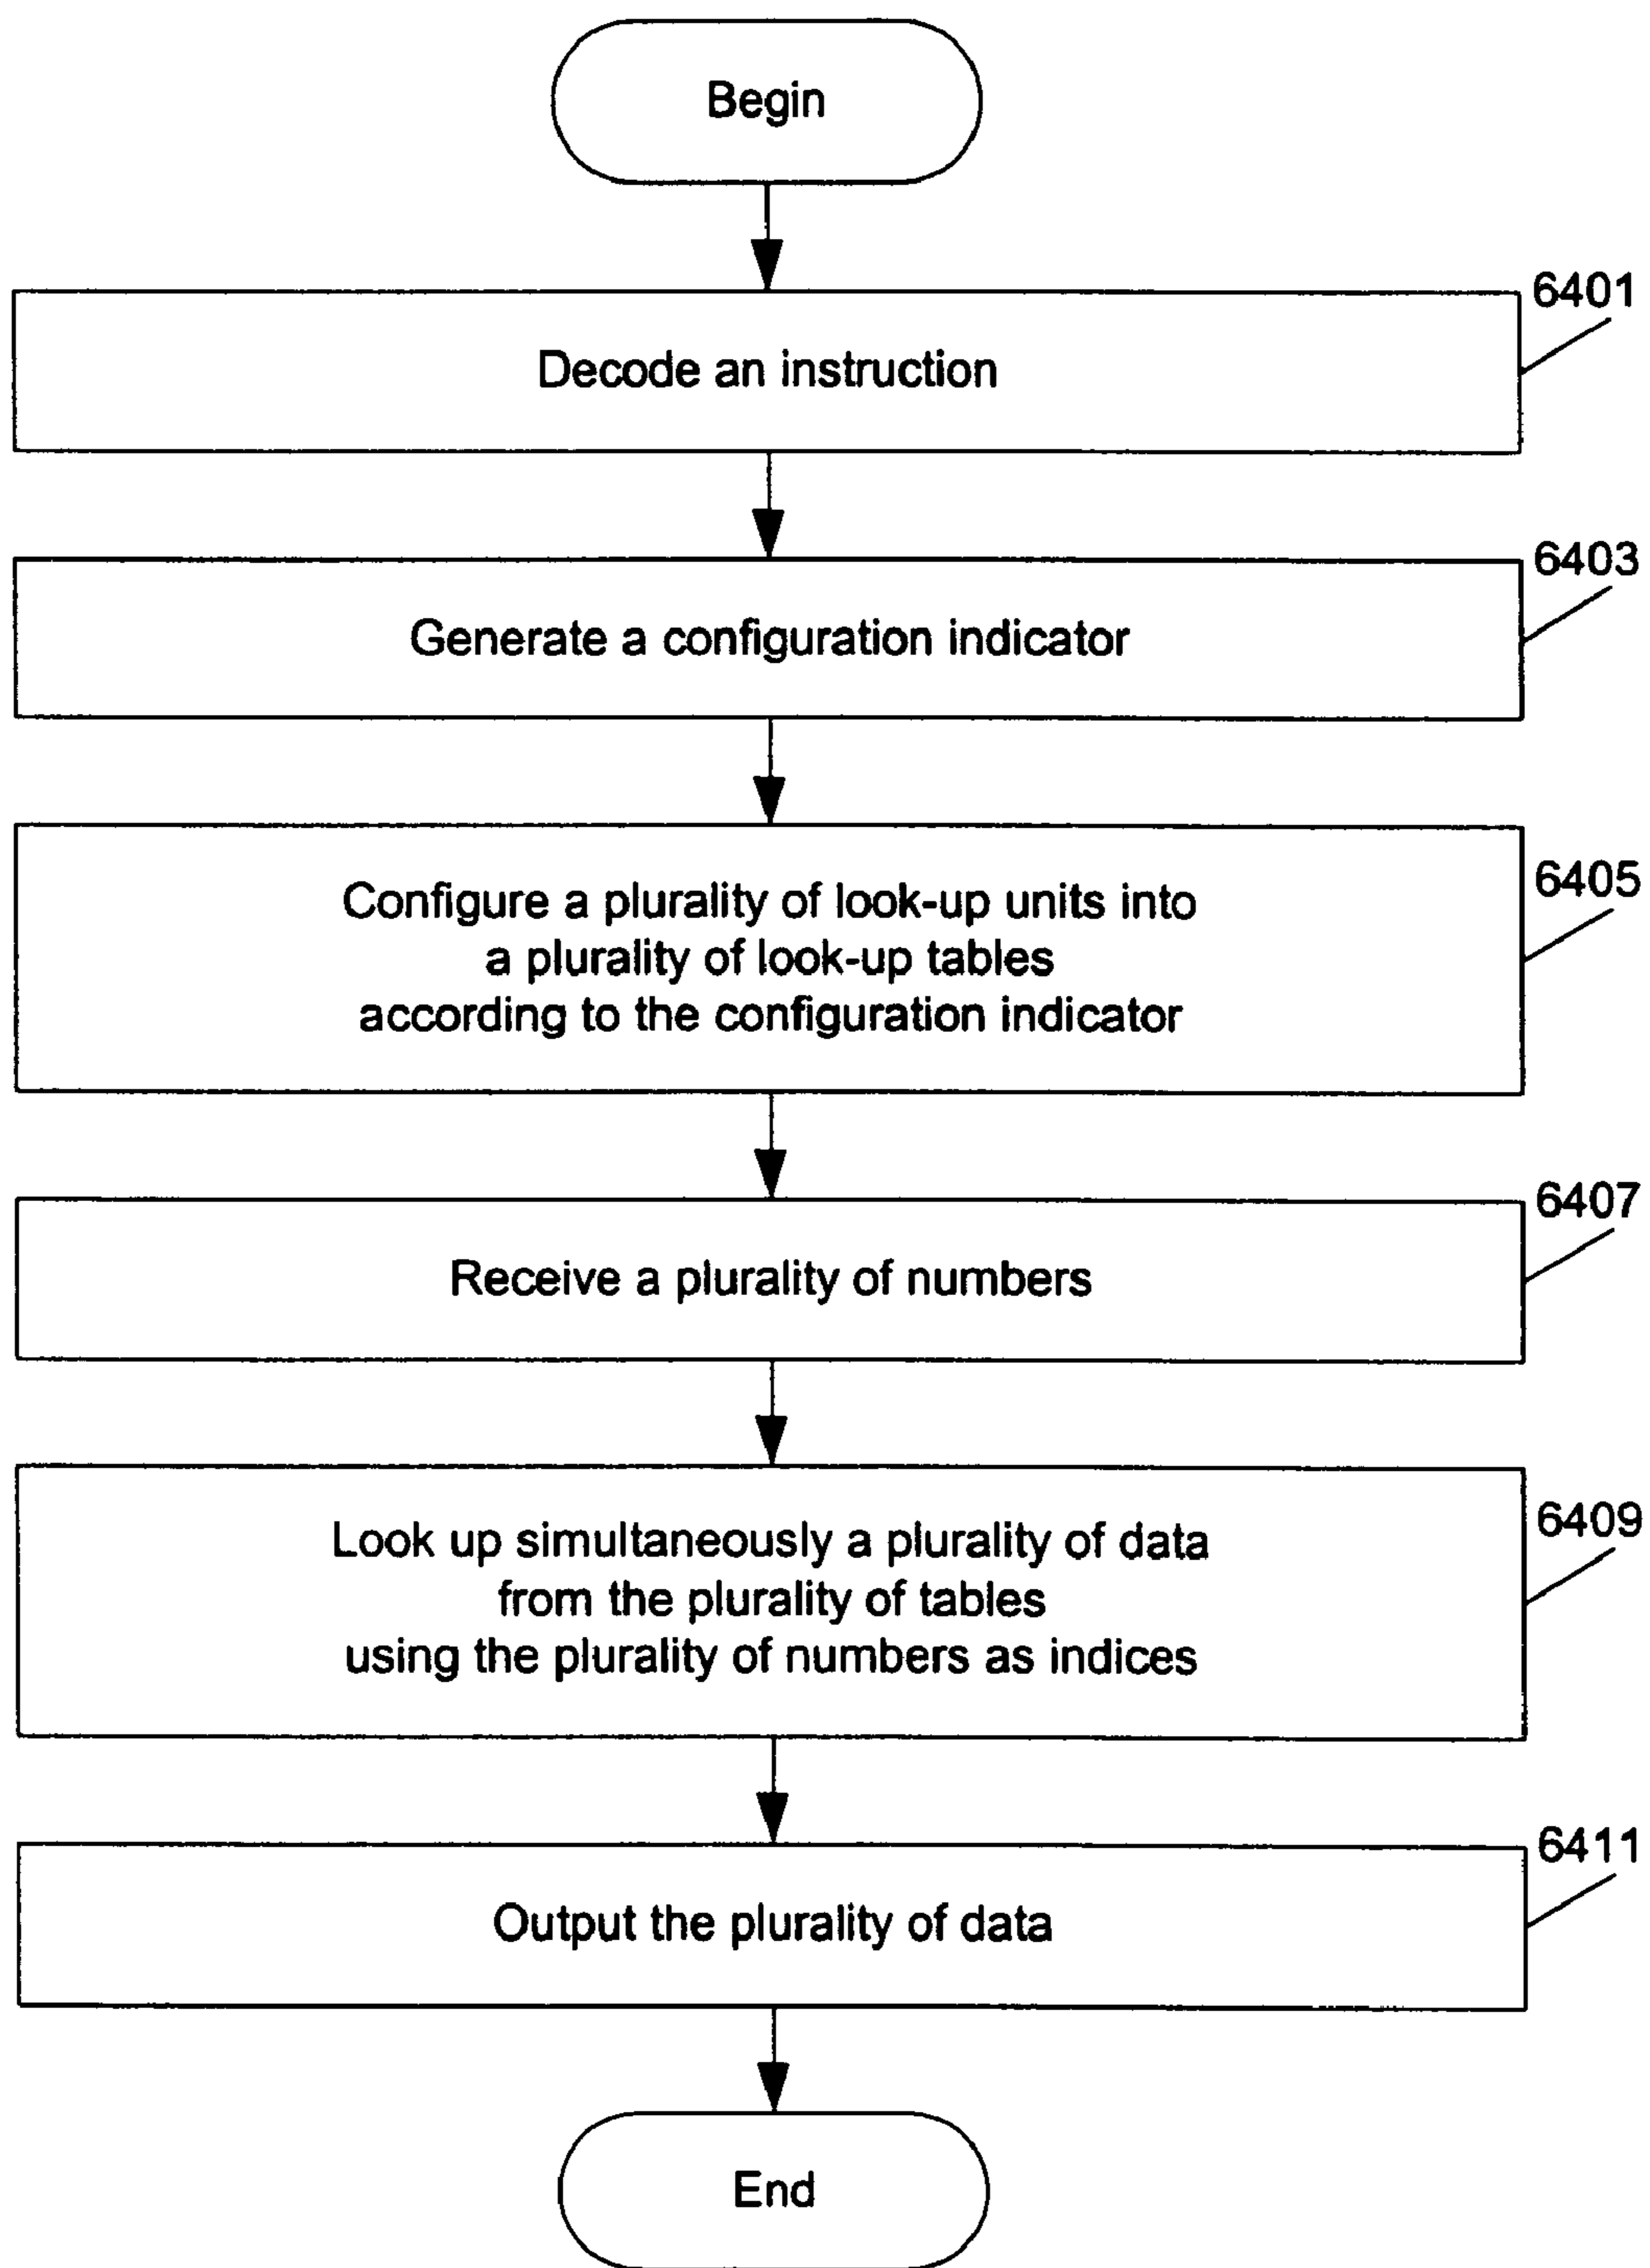 Begin
6401
Decode an instruction
6403
Generate a configuration indicator
6405
Configure a plurality of look-up units into
a plurality of look-up tables
according to the configuration indicator
6407
Receive a plurality of numbers
6409
Look up simultaneously a plurality of data
from the plurality of tables
using the plurality of numbers as indices
6411
Output the plurality of data
End